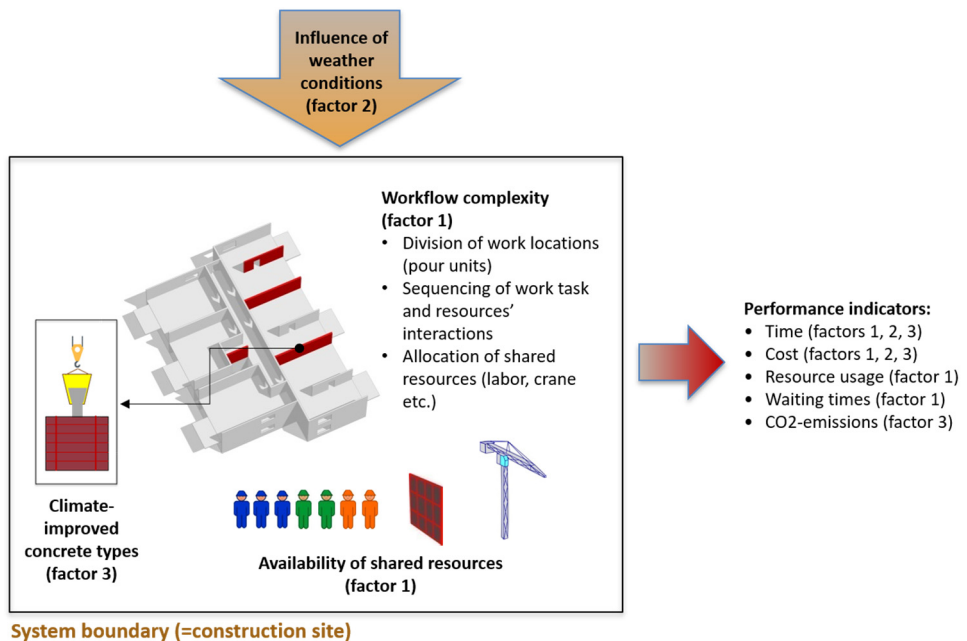 Influence of
weather
conditions
(factor 2)
Workflow complexity
(factor 1)
• Division of work locations
(pour units)
• Sequencing of work task
and resources’
interactions
• Allocation of shared
resources (labor, crane
etc.)
Climate-
improved
concrete types
(factor 3)
Availability of shared resources
(factor 1)
Performance indicators:
• Time (factors 1, 2, 3)
• Cost (factors 1, 2, 3)
• Resource usage (factor 1)
• Waiting times (factor 1)
• CO2-emissions (factor 3)
System boundary (=construction site)